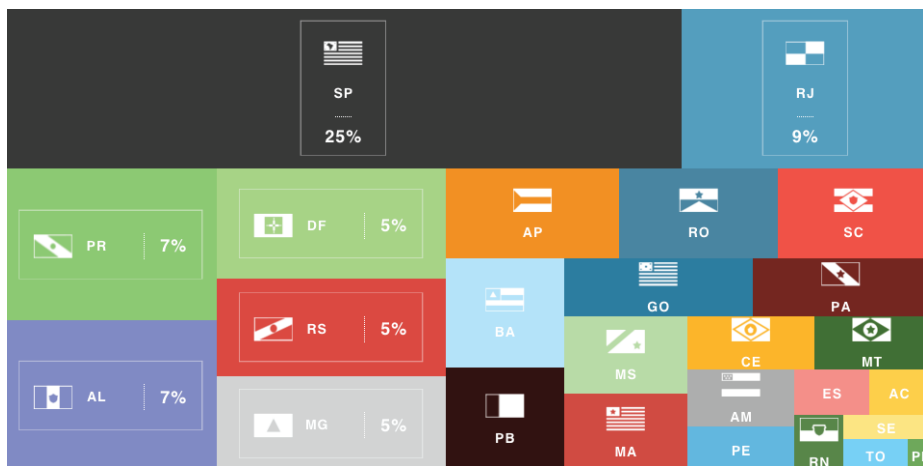 SP
25%
RJ
9%
PR 7%
DF 5%
AP
RO
SC
RS 5%
BA
GO
PA
AL 7%
MS
CE
MT
MG 5%
PB
MA
AM
ES
AC
PE
RN
SE
TO